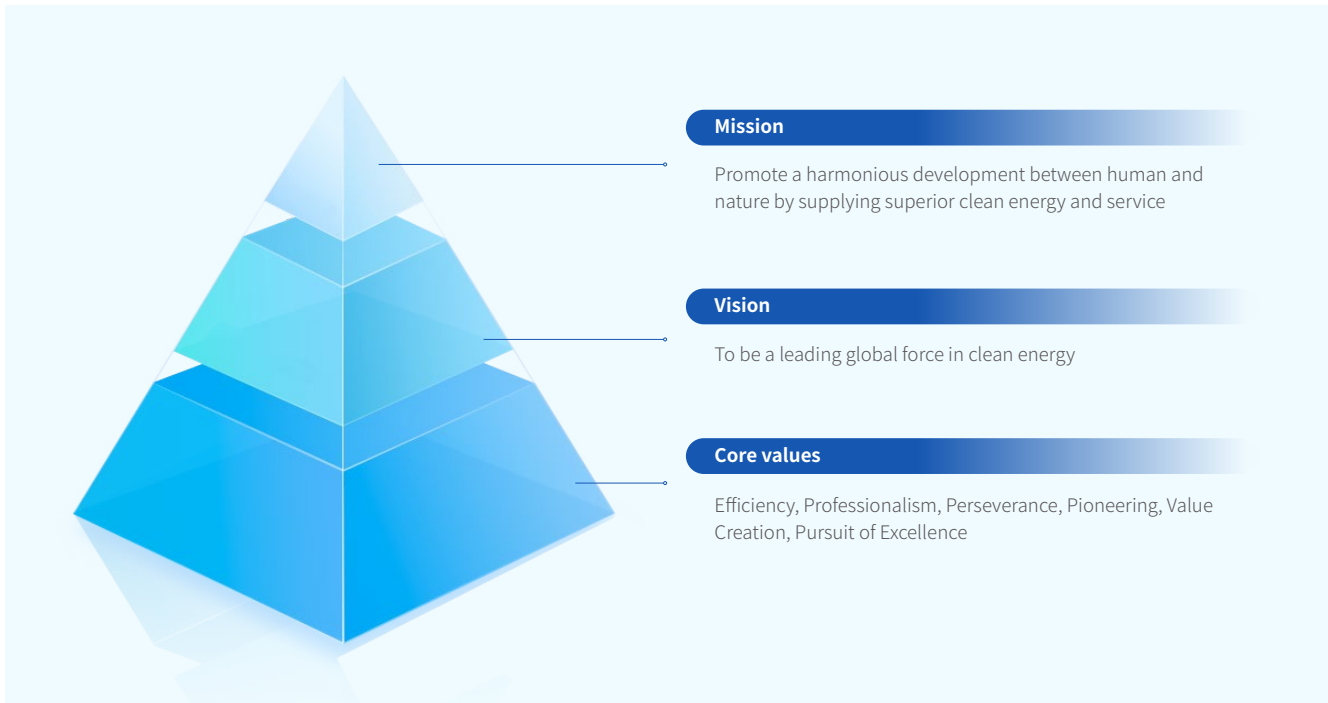 Mission
Promote a harmonious development between human and
nature by supplying superior clean energy and service
Vision
To be a leading global force in clean energy
Core values
Efficiency, Professionalism, Perseverance, Pioneering, Value
Creation, Pursuit of Excellence